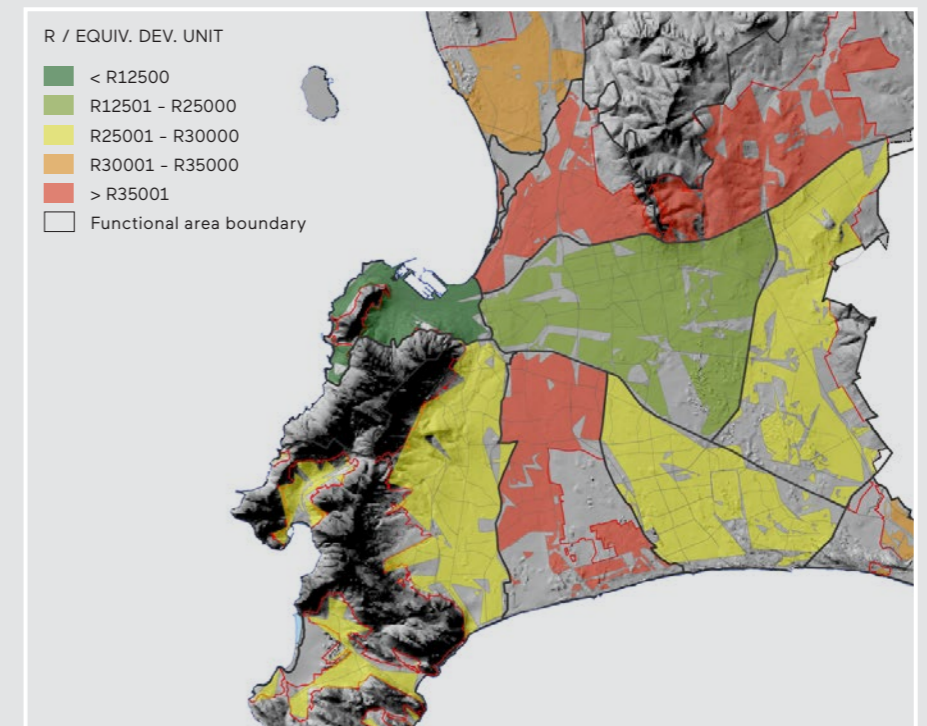 R / EQUIV. DEV. UNIT
< R12500
R12501 - R25000
R25001 - R30000
R30001 - R35000
> R35001
Functional area boundary